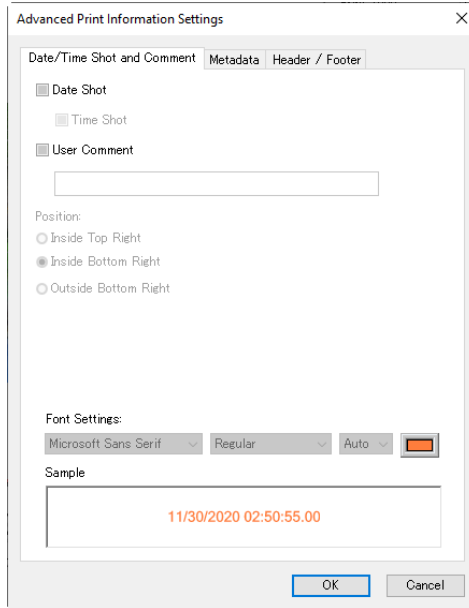 Advanced Print Information Settings
Date/Time Shot and Comment Metadata Header / Footer
Date Shot
Time Shot
User Comment
Position:
Inside Top Right
Inside Bottom Right
Outside Bottom Right
Font Settings:
Microsoft Sans Serif Regular Auto
Sample
11/30/2020 02:50:55.00
OK Cancel